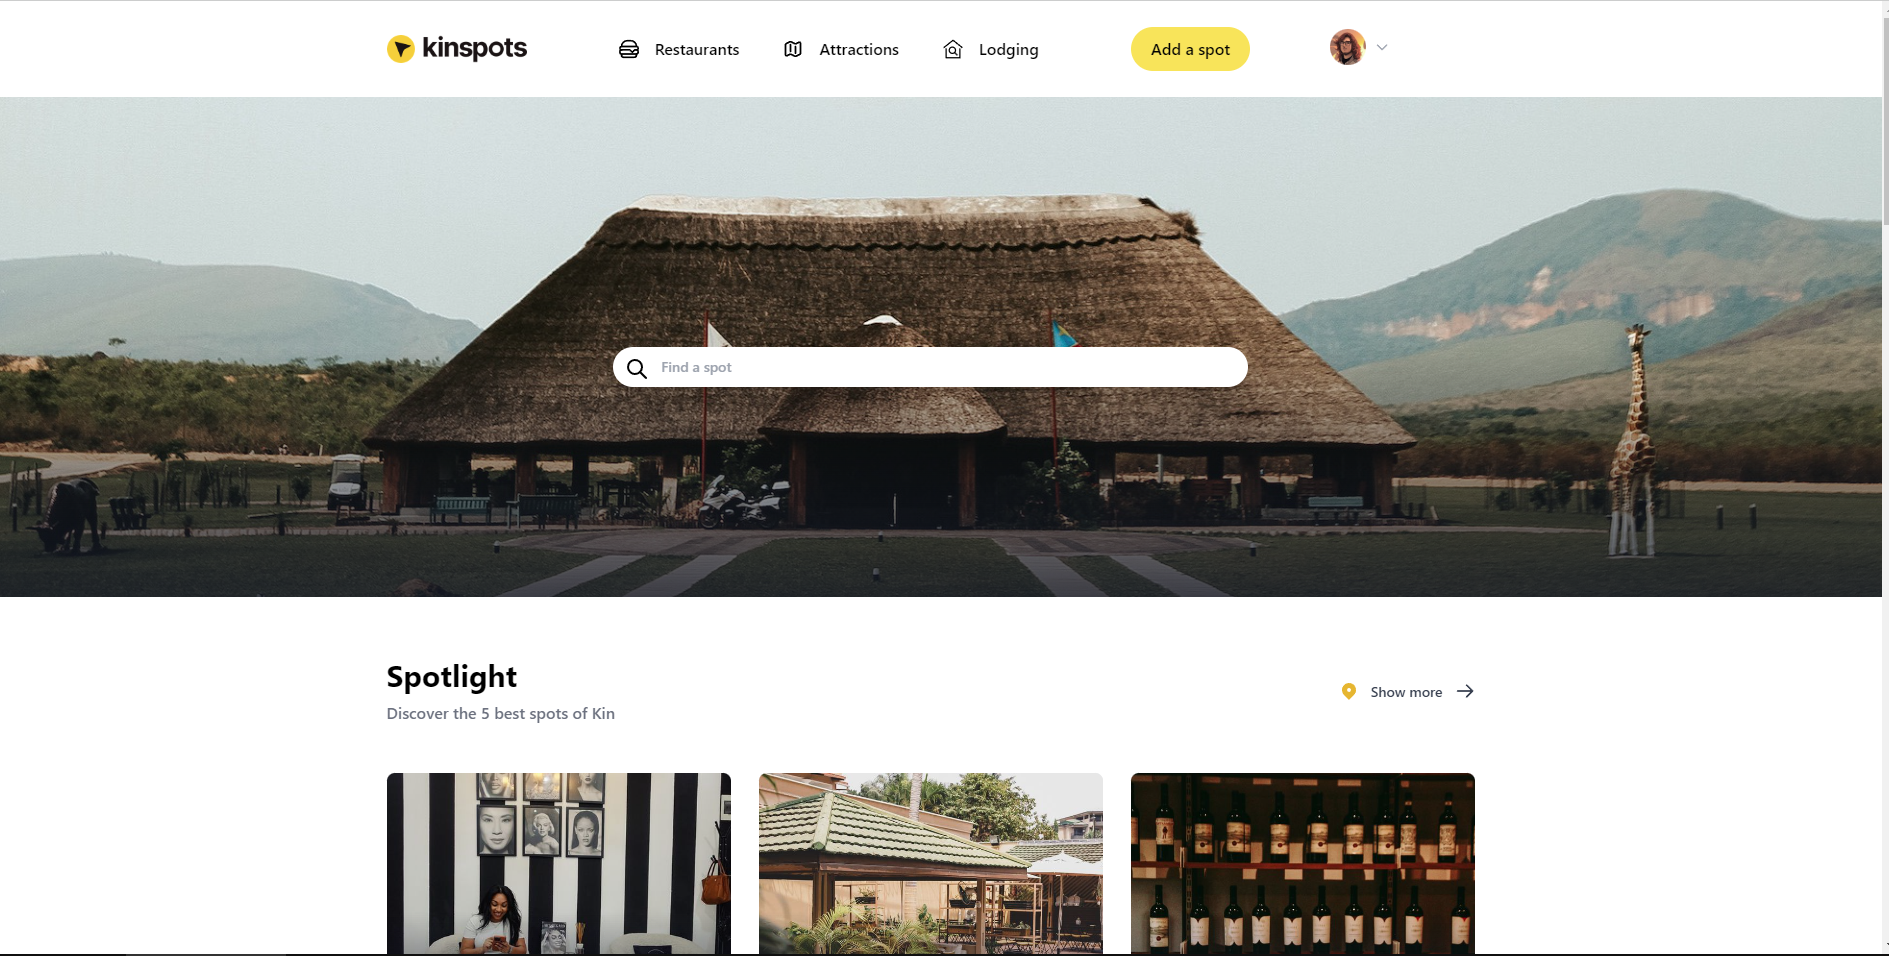 kinspots
Restaurants
Attractions
Lodging
Add a spot
Find a spot
Spotlight
Discover the 5 best spots of Kin
Show more